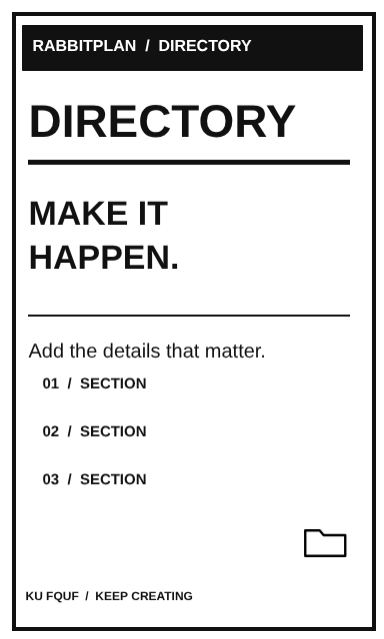 RABBITPLAN / DIRECTORY
DIRECTORY
MAKE IT
HAPPEN.
Add the details that matter.
01 / SECTION
02 / SECTION
03 / SECTION
KU FQUF / KEEP CREATING